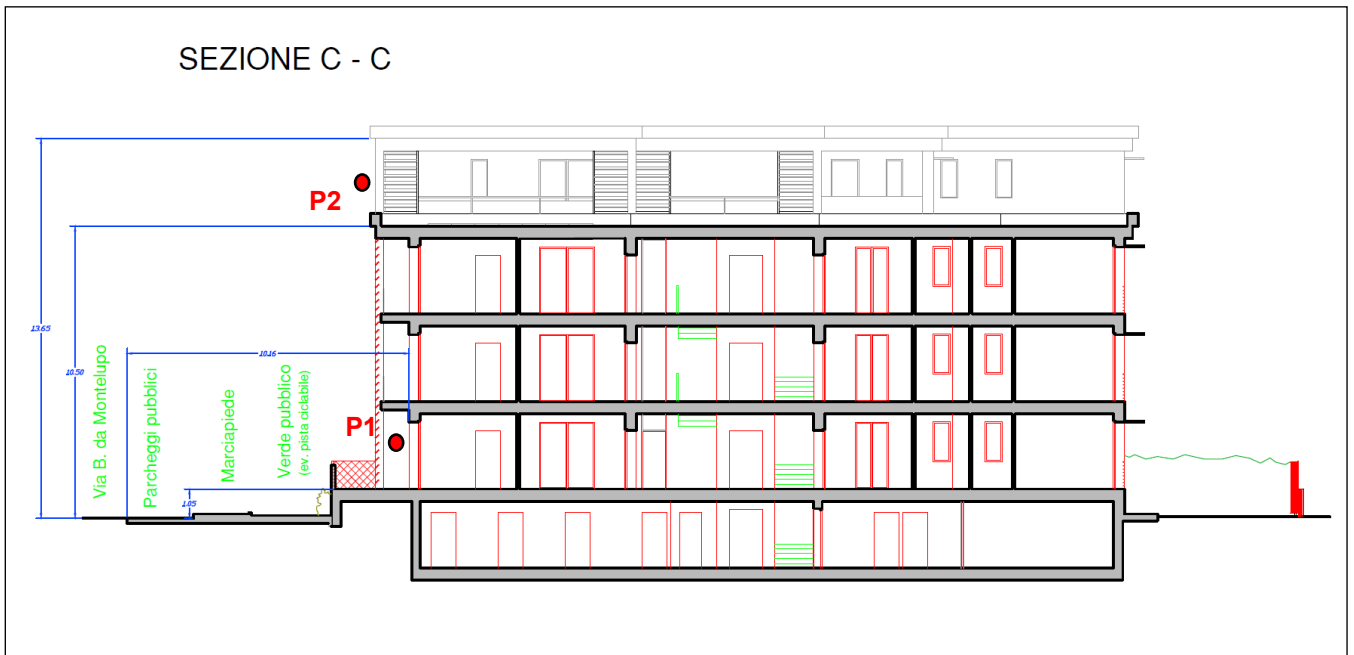 SEZIONE C - C
P2
13.65
10.50
10.16
Via B. da Montelupo
Parcheggi pubblici
Marciapiede
Verde pubblico
(ev. pista ciclabile)
P1
1.05